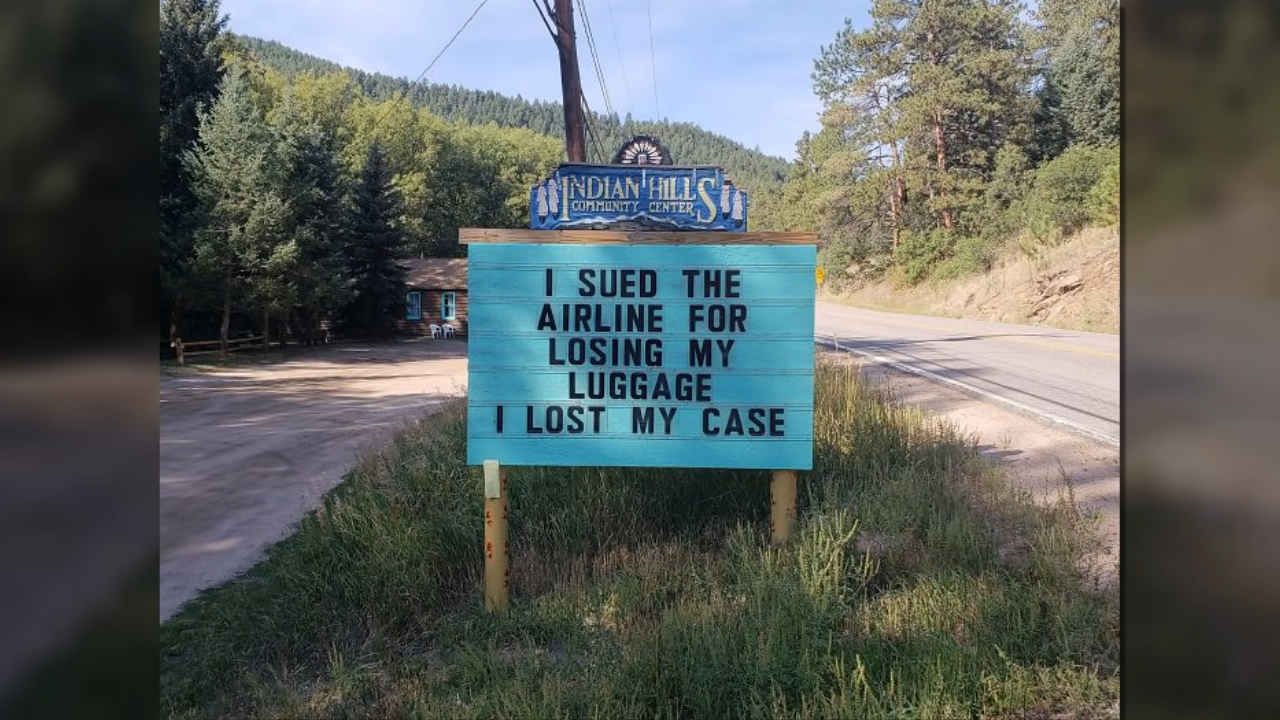 INDIAN HILLS
COMMUNITY CENTER
I SUED THE
AIRLINE FOR
LOSING MY
LUGGAGE
I LOST MY CASE